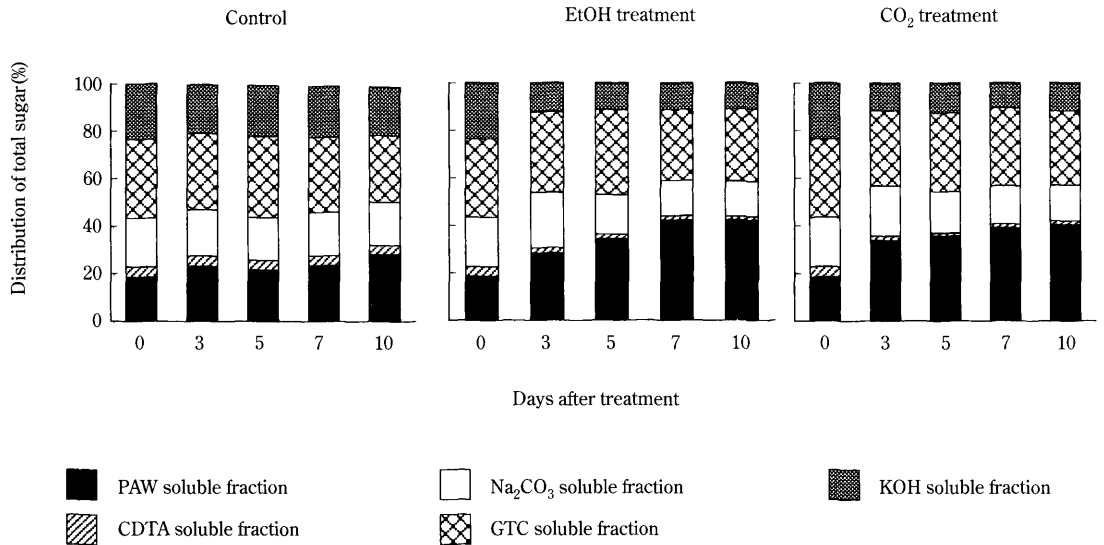 Control
EtOH treatment
CO₂ treatment
Distribution of total sugar(%)
100
80
60
40
20
0
0 3 5 7 10
0 3 5 7 10
0 3 5 7 10
Days after treatment
PAW soluble fraction
Na₂CO₃ soluble fraction
KOH soluble fraction
CDTA soluble fraction
GTC soluble fraction